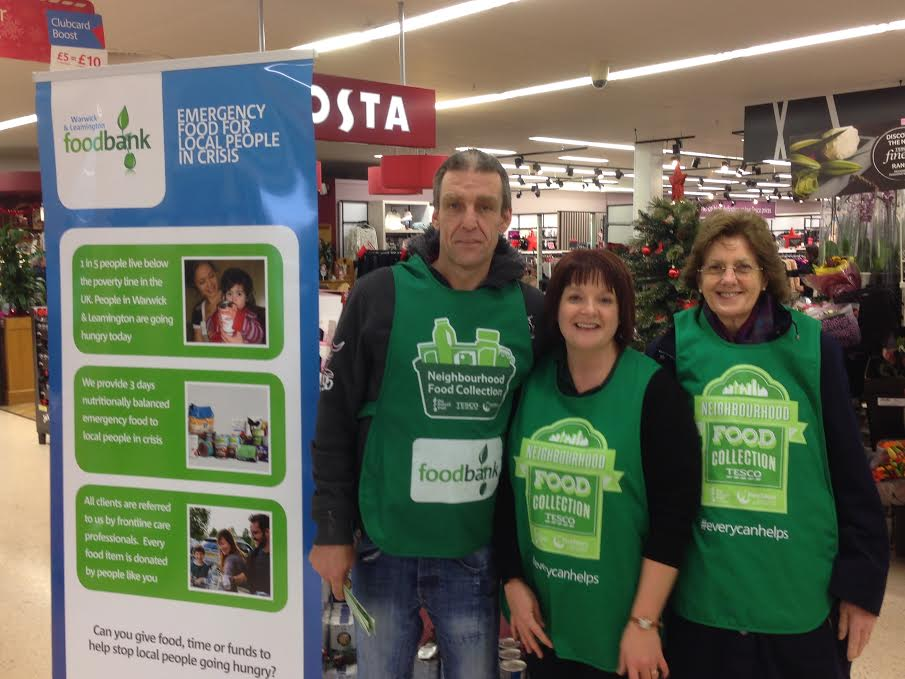 Clubcard
Boost
£5 = £10
Warwick
& Leamington
foodbank
EMERGENCY
FOOD FOR
LOCAL PEOPLE
IN CRISIS
1 in 5 people live below
the poverty line in the
UK. People in Warwick
& Leamington are going
hungry today
We provide 3 days
nutritionally balanced
emergency food to
local people in crisis
All clients are referred
to us by frontline care
professionals. Every
food item is donated
by people like you
Can you give food, time or funds to
help stop local people going hungry?
OSTA
DISCO
THE N
fin
RAN
Neighbourhood
Food Collection
TESCO
foodbank
NEIGHBOURHOOD
FOOD
COLLECTION
TESCO
#everycanhelps
NEIGHBOURHOOD
FOOD
COLLECTION
TESCO
#everycanhelps